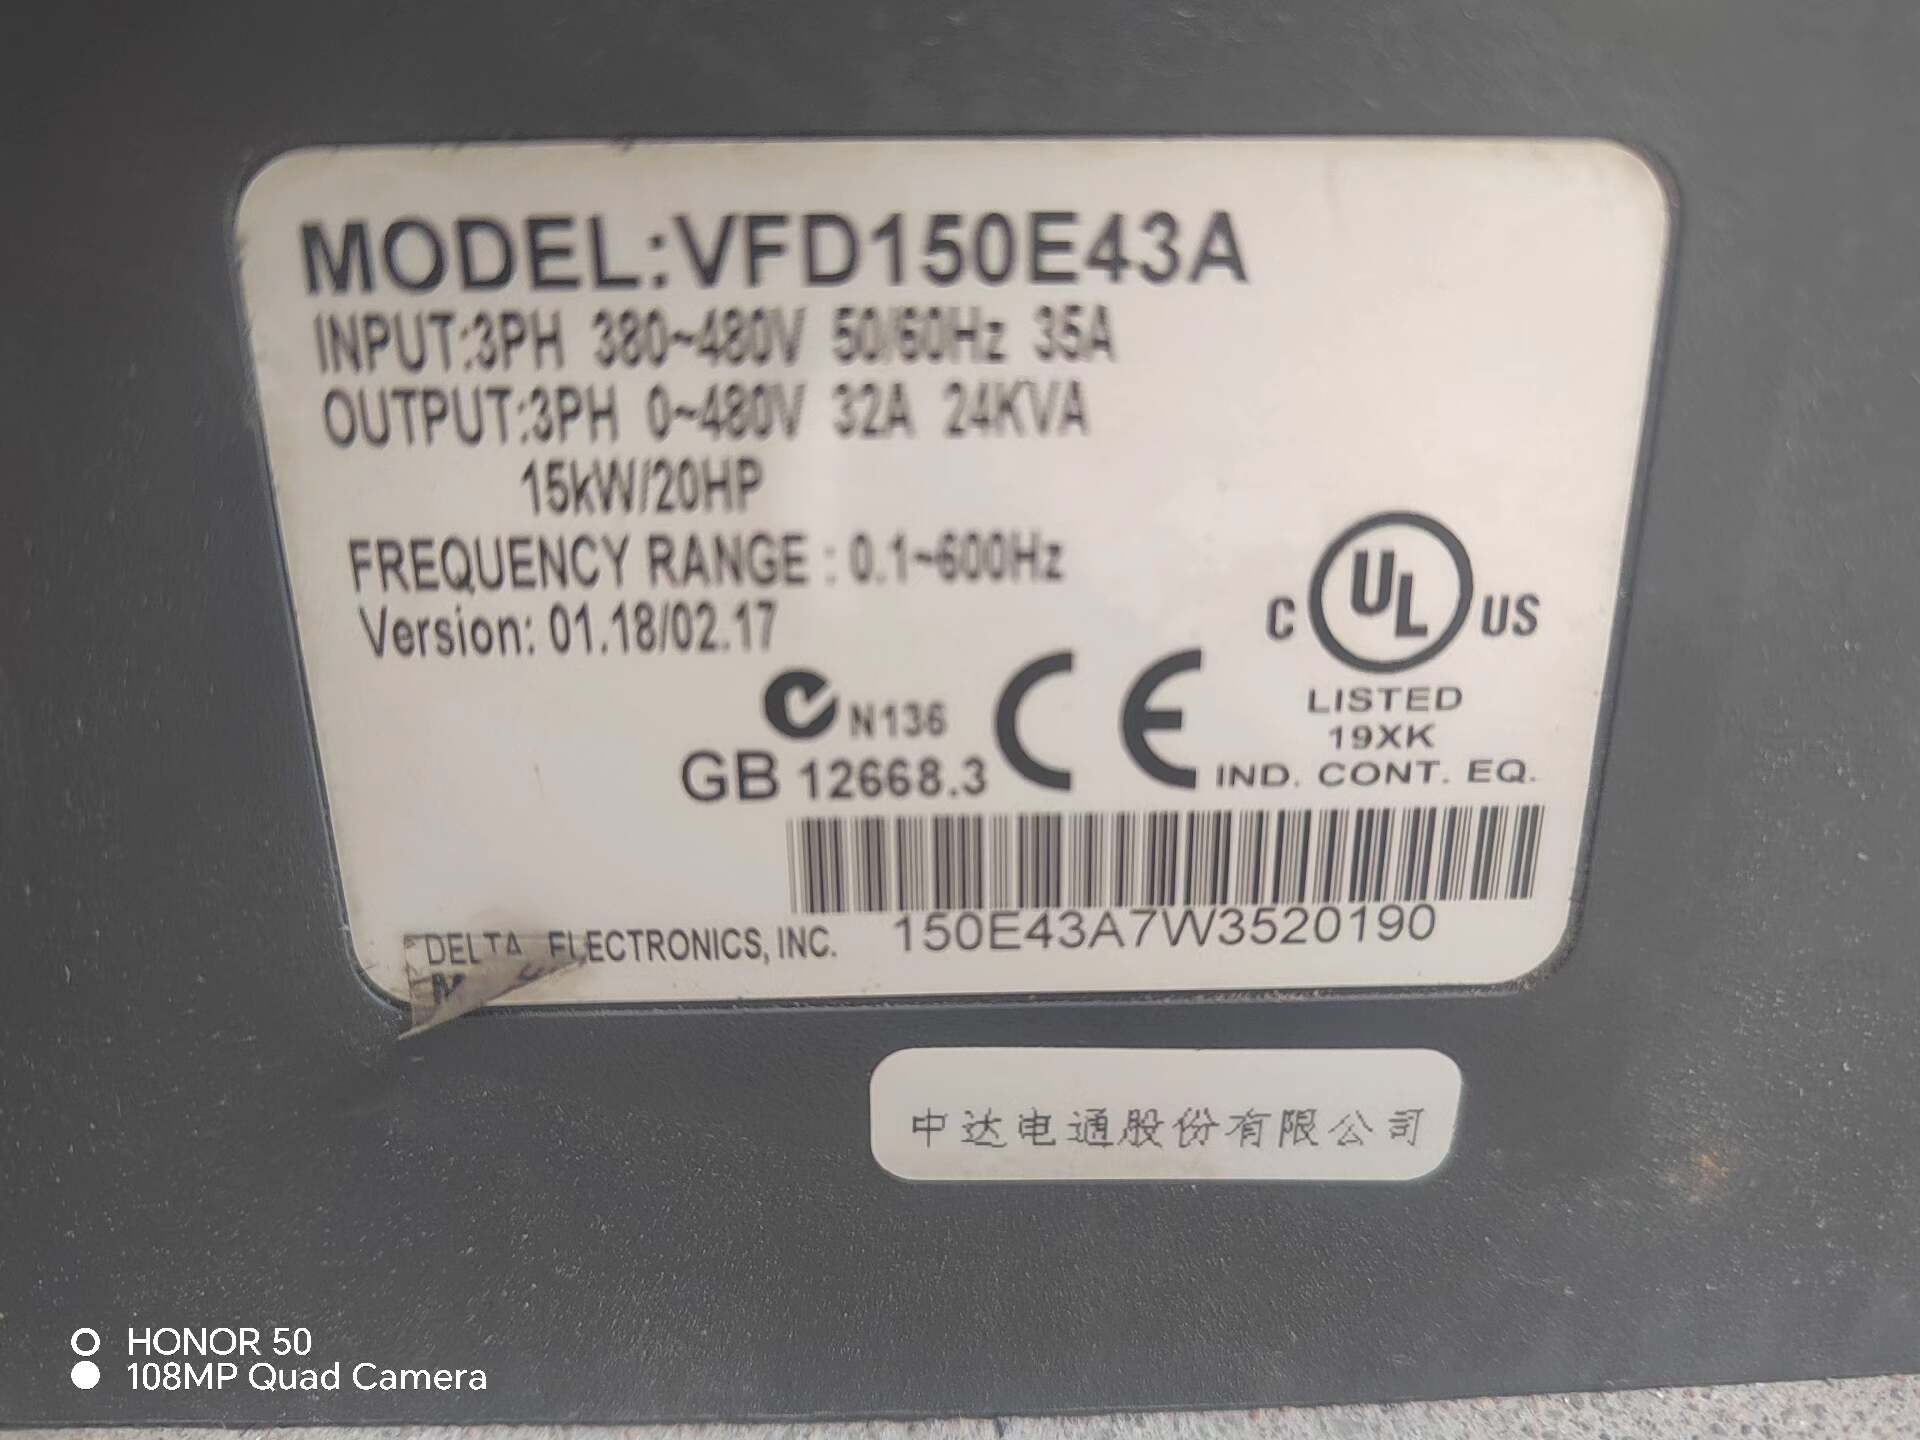 MODEL:VFD150E43A
INPUT:3PH 380~480V 50/60Hz 35A
OUTPUT:3PH 0~480V 32A 24KVA
15kW/20HP
FREQUENCY RANGE : 0.1~600Hz
Version: 01.18/02.17
C UL US
LISTED
19XK
IND. CONT. EQ.
N136
CE
GB 12668.3
150E43A7W3520190
DELTA ELECTRONICS, INC.
中达电通股份有限公司
HONOR 50
108MP Quad Camera